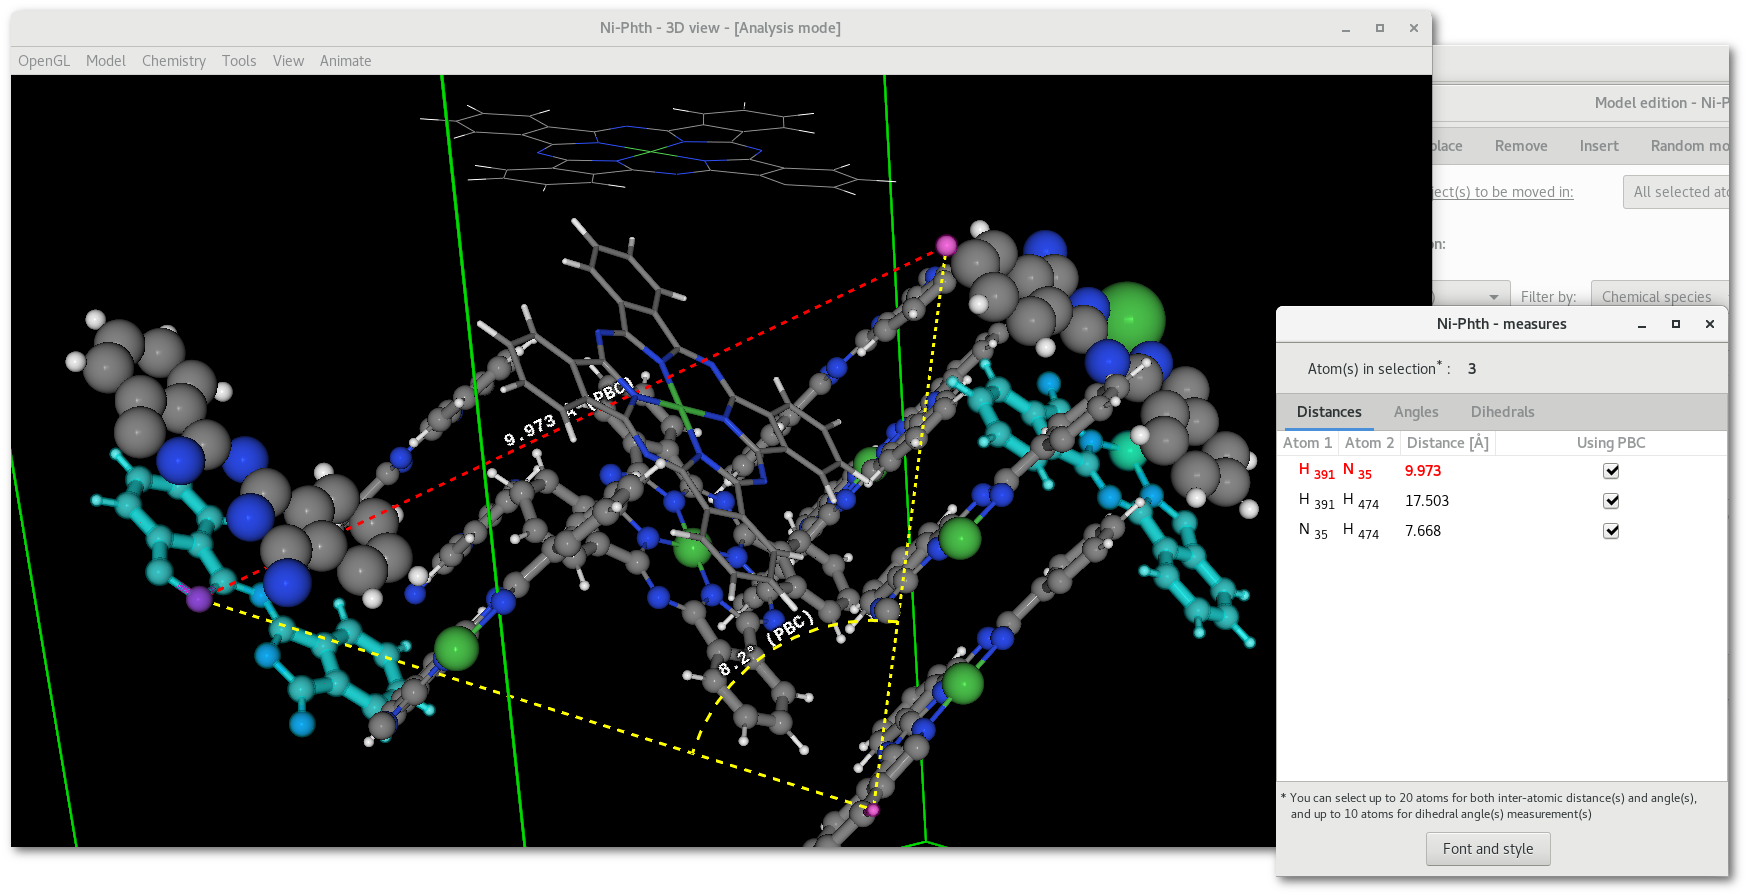 Ni-Phth - 3D view - [Analysis mode]
OpenGL Model Chemistry Tools View Animate
Model edition - Ni-P
place Remove Insert Random mo
ject(s) to be moved in: All selected ato
on:
Filter by: Chemical species
9.973 Å (PBC)
8.2° (PBC)
Ni-Phth - measures
Atom(s) in selection* : 3
Distances Angles Dihedrals
Atom 1 Atom 2 Distance [Å] Using PBC
H 391 N 35 9.973
H 391 H 474 17.503
N 35 H 474 7.668
* You can select up to 20 atoms for both inter-atomic distance(s) and angle(s),
and up to 10 atoms for dihedral angle(s) measurement(s)
Font and style